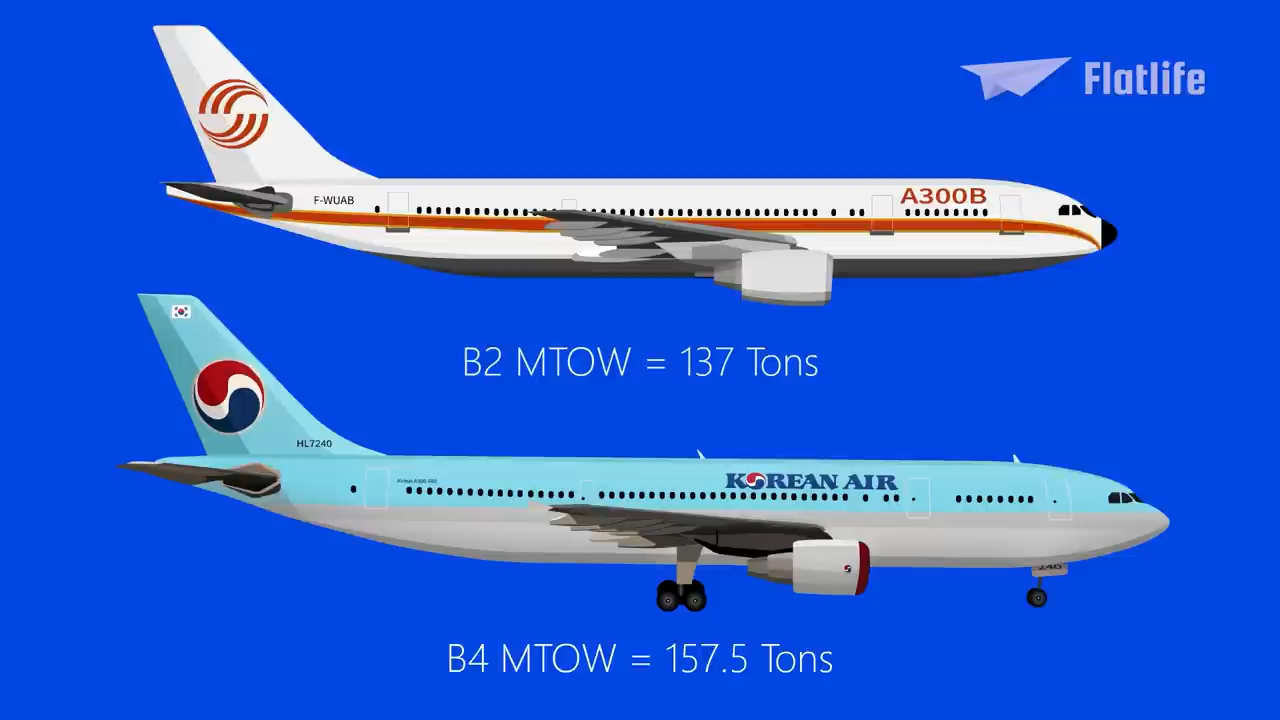 Flatlife
A300B
F-WUAB
B2 MTOW = 137 Tons
HL7240
KOREAN AIR
B4 MTOW = 157.5 Tons